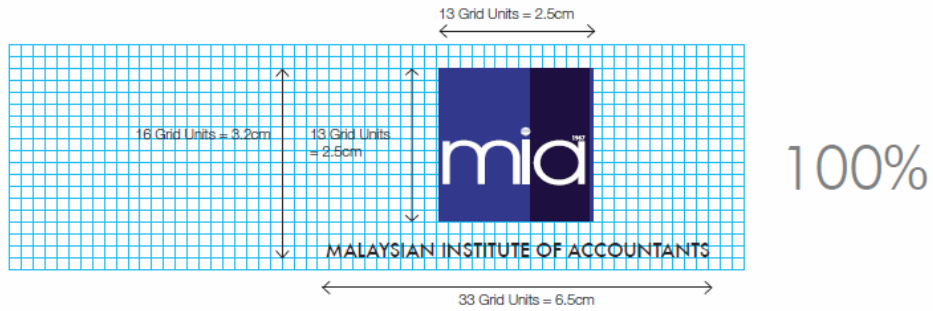 13 Grid Units = 2.5cm
16 Grid Units = 3.2cm
13 Grid Units
= 2.5cm
1967
mia
100%
MALAYSIAN INSTITUTE OF ACCOUNTANTS
33 Grid Units = 6.5cm